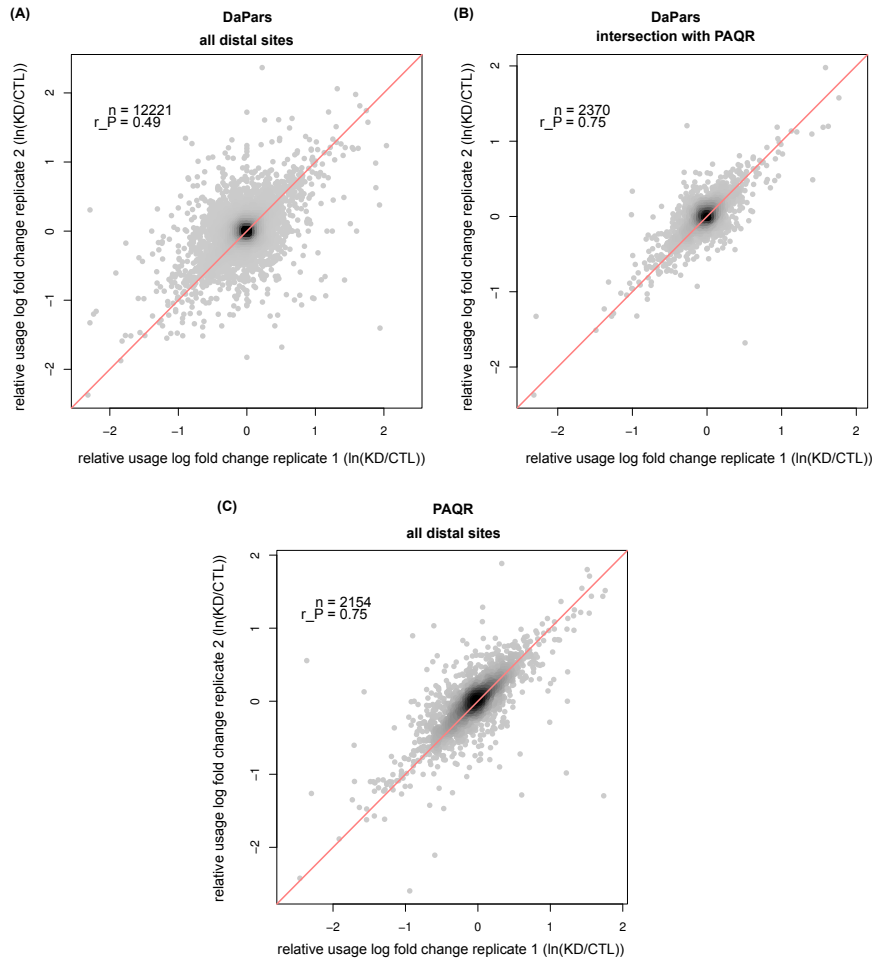 (A)
DaPars
all distal sites
n = 12221
r_P = 0.49
relative usage log fold change replicate 2 (ln(KD/CTL))
2
1
0
−1
−2
−2
−1
0
1
2
relative usage log fold change replicate 1 (ln(KD/CTL))
(B)
DaPars
intersection with PAQR
n = 2370
r_P = 0.75
relative usage log fold change replicate 2 (ln(KD/CTL))
2
1
0
−1
−2
−2
−1
0
1
2
relative usage log fold change replicate 1 (ln(KD/CTL))
(C)
PAQR
all distal sites
n = 2154
r_P = 0.75
relative usage log fold change replicate 2 (ln(KD/CTL))
2
1
0
−1
−2
−2
−1
0
1
2
relative usage log fold change replicate 1 (ln(KD/CTL))